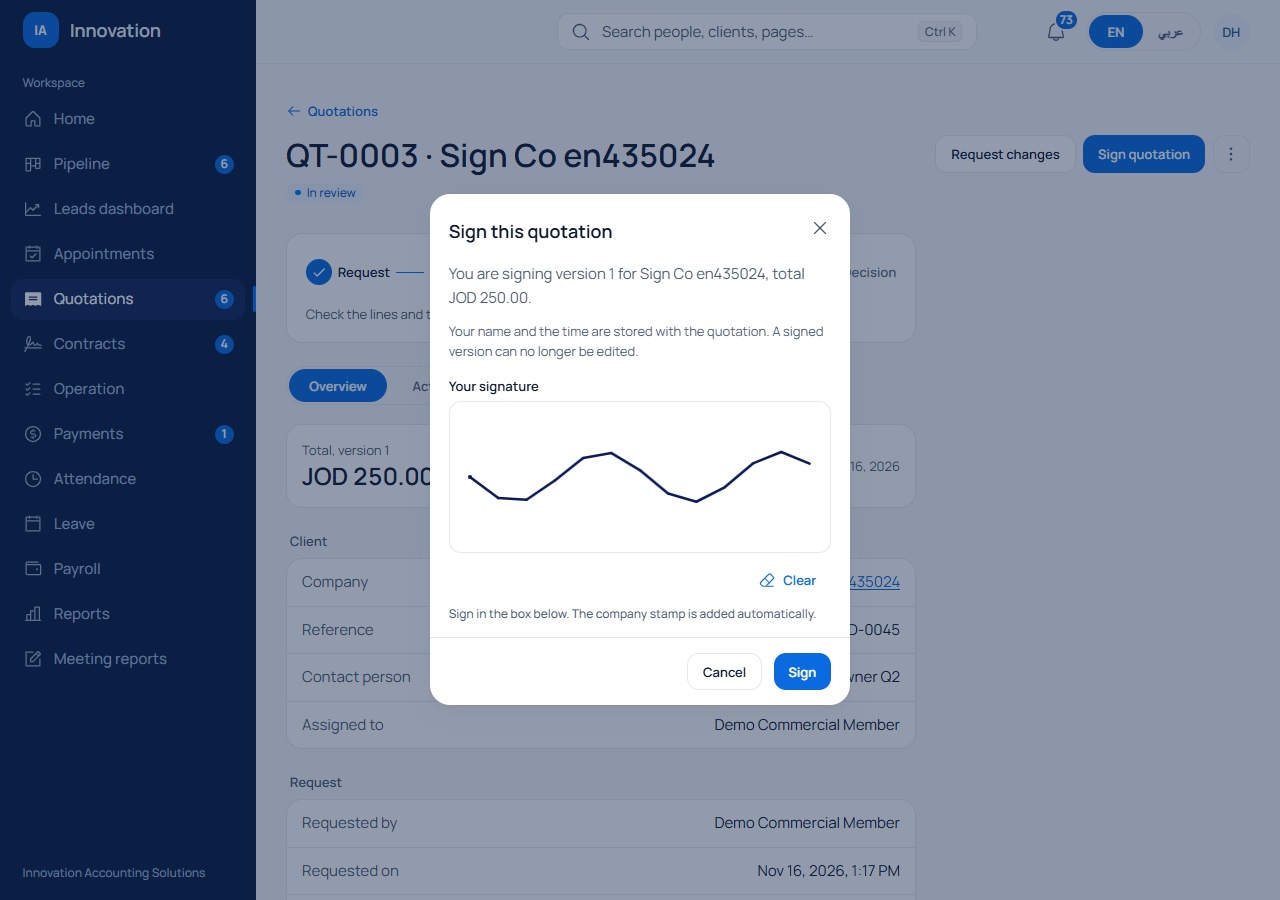 IA Innovation
Search people, clients, pages...
Ctrl K
73
EN
عربي
DH
Workspace
Home
Pipeline 6
Leads dashboard
Appointments
Quotations 6
Contracts 4
Operation
Payments 1
Attendance
Leave
Payroll
Reports
Meeting reports
Innovation Accounting Solutions
Quotations
QT-0003 · Sign Co en435024
Request changes
Sign quotation
In review
Request
Decision
Check the lines and
Overview
Total, version 1
JOD 250.00
16, 2026
Client
Company
435024
Reference
0045
Contact person
Q2
Assigned to
Demo Commercial Member
Request
Requested by
Demo Commercial Member
Requested on
Nov 16, 2026, 1:17 PM
Sign this quotation
You are signing version 1 for Sign Co en435024, total
JOD 250.00.
Your name and the time are stored with the quotation. A signed
version can no longer be edited.
Your signature
Clear
Sign in the box below. The company stamp is added automatically.
Cancel
Sign